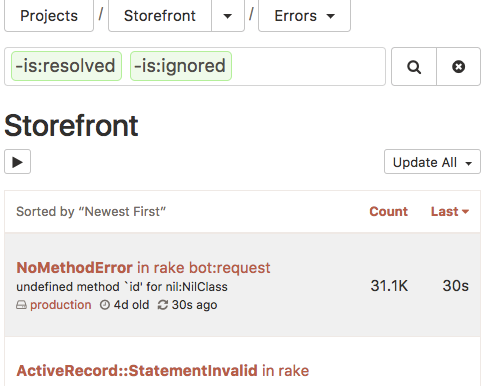 Projects / Storefront / Errors
-is:resolved -is:ignored
Storefront
Update All
Sorted by “Newest First” Count Last
NoMethodError in rake bot:request 31.1K 30s
undefined method `id' for nil:NilClass
production 4d old 30s ago
ActiveRecord::StatementInvalid in rake